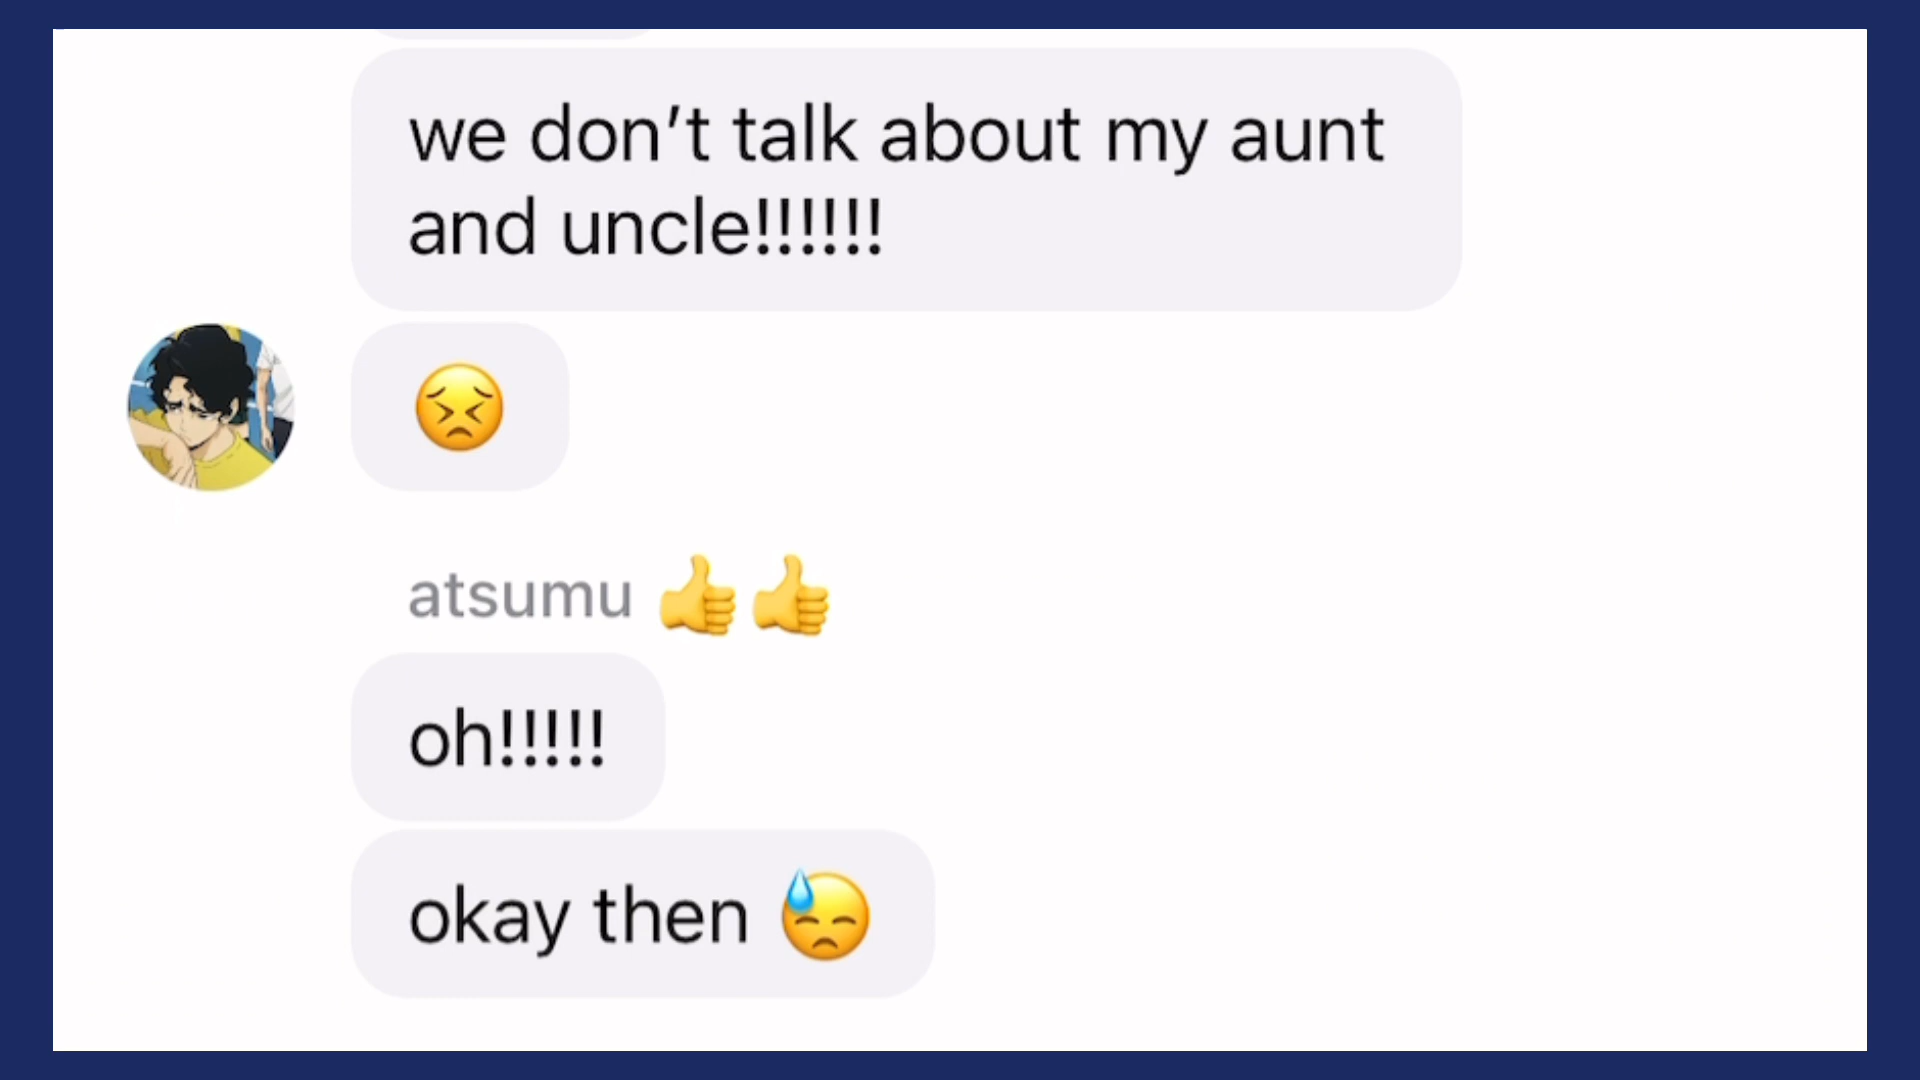 we don’t talk about my aunt
and uncle!!!!!!
😣
atsumu 👍👍
oh!!!!!
okay then 😓